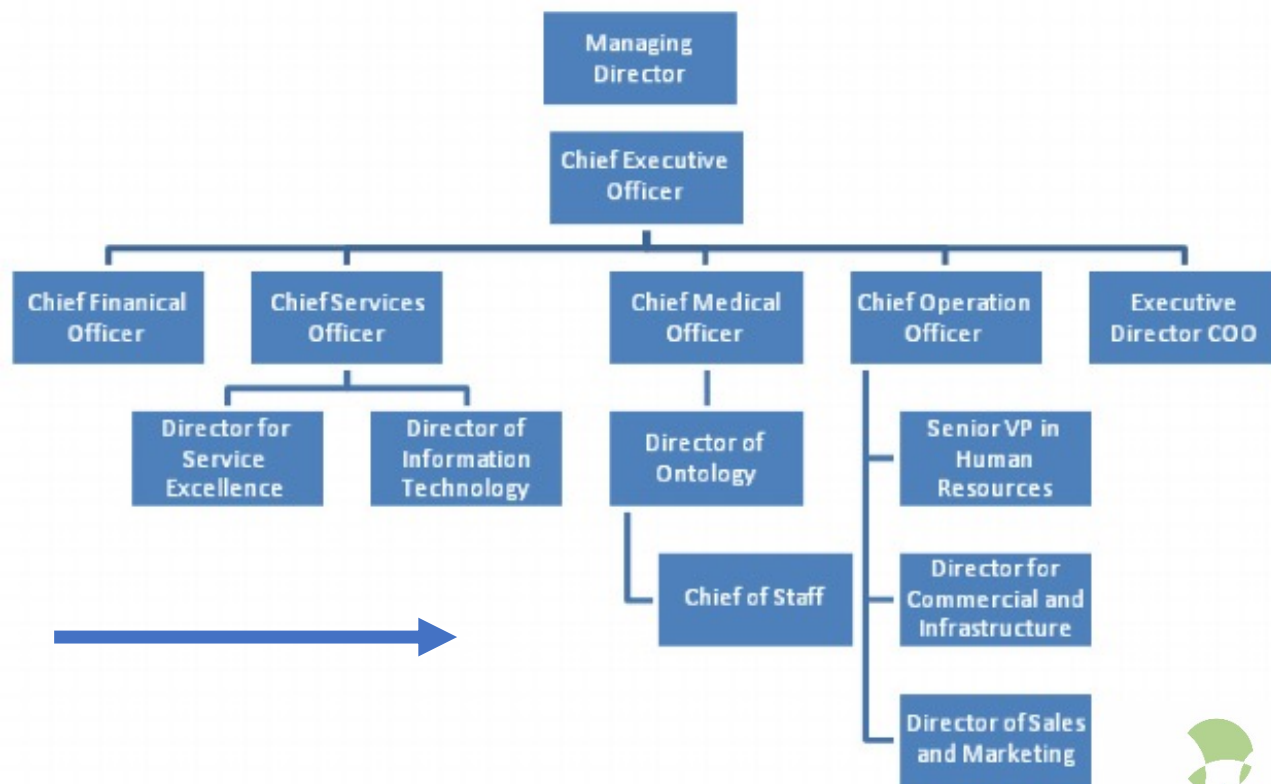 Managing
Director
Chief Executive
Officer
Chief Finanical
Officer
Chief Services
Officer
Chief Medical
Officer
Chief Operation
Officer
Executive
Director COO
Director for
Service
Excellence
Director of
Information
Technology
Director of
Ontology
Senior VP in
Human
Resources
Chief of Staff
Director for
Commercial and
Infrastructure
Director of Sales
and Marketing